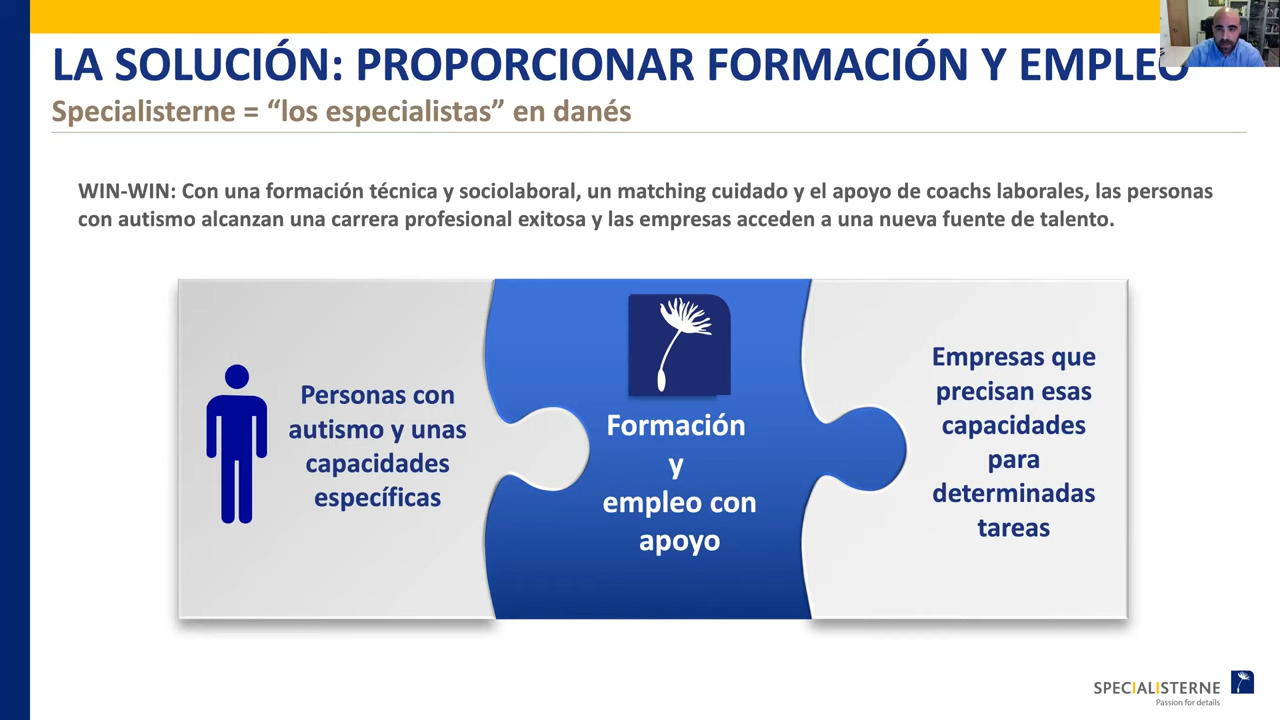 LA SOLUCIÓN: PROPORCIONAR FORMACIÓN Y EMPLEO
Specialisterne = “los especialistas” en danés
WIN-WIN: Con una formación técnica y sociolaboral, un matching cuidado y el apoyo de coachs laborales, las personas
con autismo alcanzan una carrera profesional exitosa y las empresas acceden a una nueva fuente de talento.
Personas con
autismo y unas
capacidades
específicas
Formación
y
empleo con
apoyo
Empresas que
precisan esas
capacidades
para
determinadas
tareas
SPECIALISTERNE
Passion for details